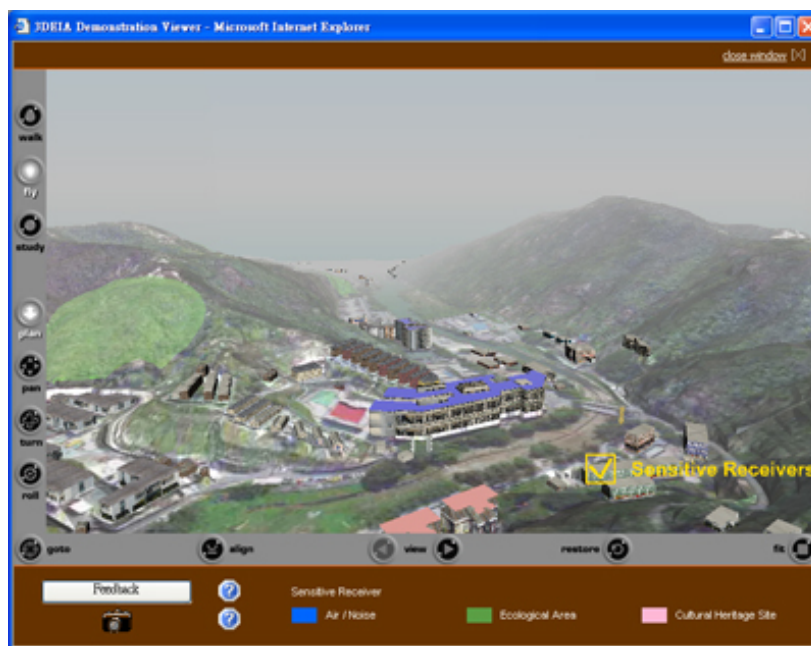 3DEIA Demonstration Viewer - Microsoft Internet Explorer
close window [X]
walk
fly
study
plan
pan
turn
roll
Sensitive Receivers
goto
align
view
restore
fit
Feedback
Sensitive Receiver
Air / Noise
Ecological Area
Cultural Heritage Site